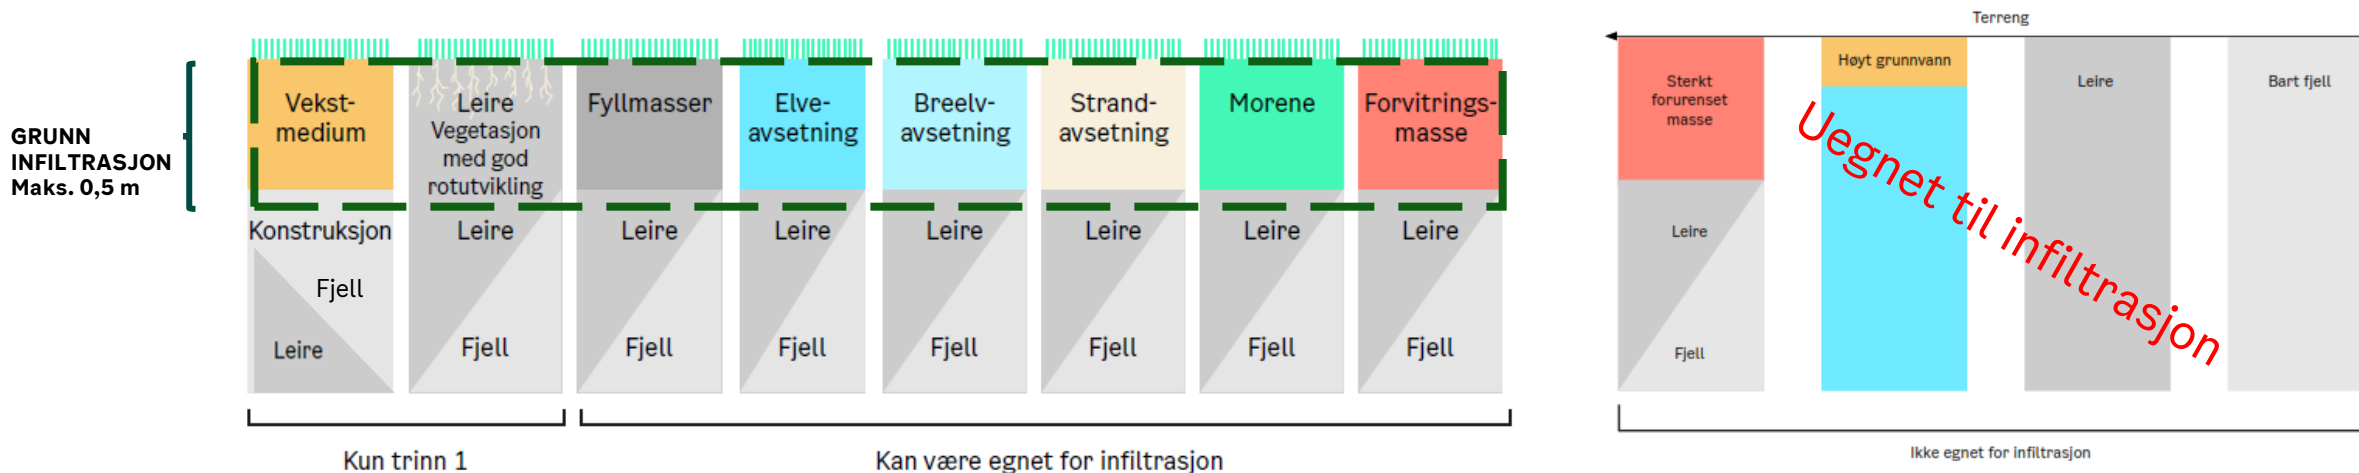 GRUNN
INFILTRASJON
Maks. 0,5 m
Vekst-
medium
Konstruksjon
Fjell
Leire
Leire
Vegetasjon
med god
rotutvikling
Leire
Fjell
Fyllmasser
Leire
Fjell
Elve-
avsetning
Leire
Fjell
Breelv-
avsetning
Leire
Fjell
Strand-
avsetning
Leire
Fjell
Morene
Leire
Fjell
Forvitrings-
masse
Leire
Fjell
Kun trinn 1
Kan være egnet for infiltrasjon
Terreng
Sterkt
forurenset
masse
Leire
Fjell
Høyt grunnvann
Leire
Bart fjell
Uegnet til infiltrasjon
Ikke egnet for infiltrasjon